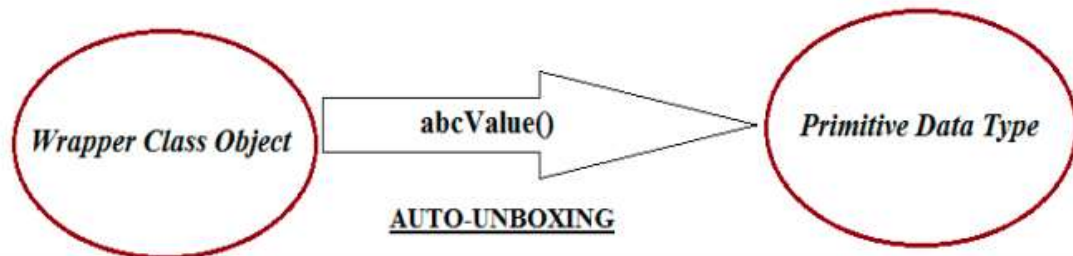 Wrapper Class Object
abcValue()
Primitive Data Type
AUTO-UNBOXING